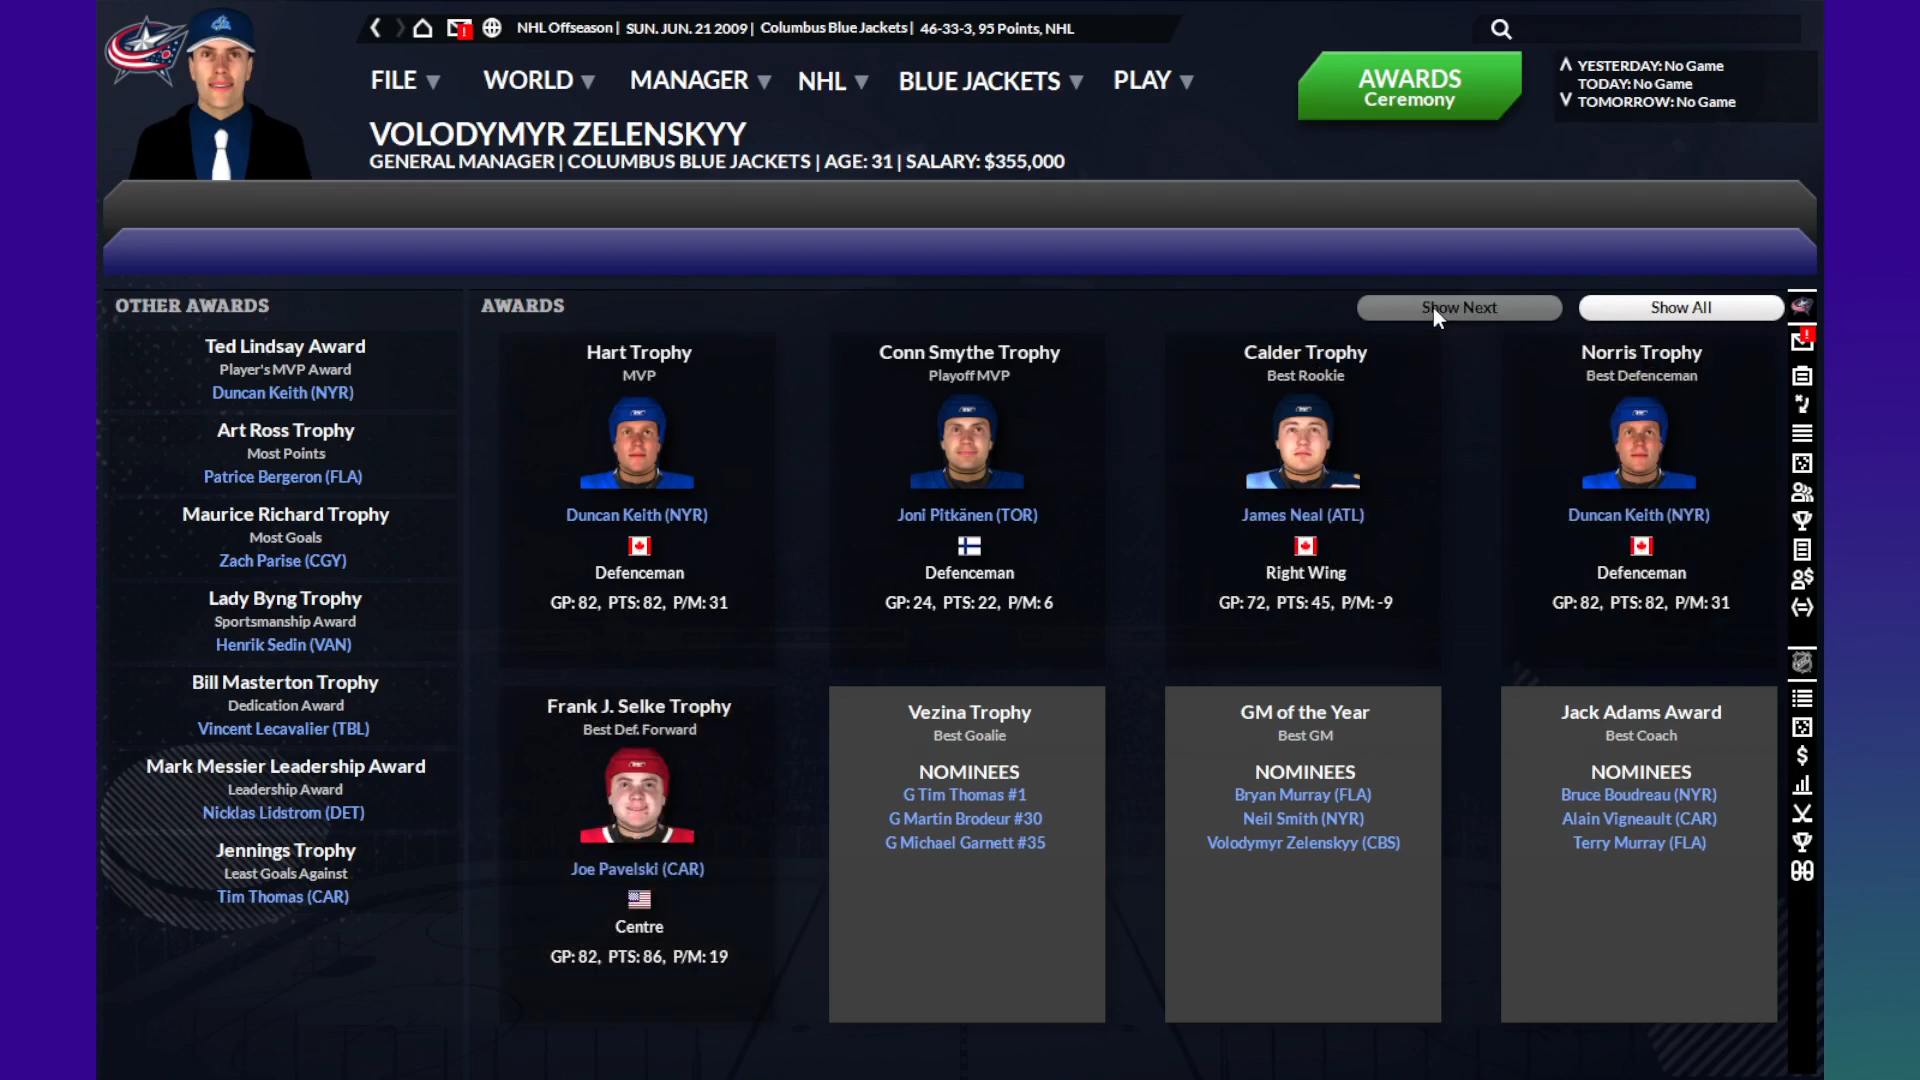 NHL Offseason | SUN. JUN. 21 2009 | Columbus Blue Jackets | 46-33-3, 95 Points, NHL
FILE WORLD MANAGER NHL BLUE JACKETS PLAY
AWARDS
Ceremony
YESTERDAY: No Game
TODAY: No Game
TOMORROW: No Game
VOLODYMYR ZELENSKYY
GENERAL MANAGER | COLUMBUS BLUE JACKETS | AGE: 31 | SALARY: $355,000
OTHER AWARDS
Ted Lindsay Award
Player's MVP Award
Duncan Keith (NYR)
Art Ross Trophy
Most Points
Patrice Bergeron (FLA)
Maurice Richard Trophy
Most Goals
Zach Parise (CGY)
Lady Byng Trophy
Sportsmanship Award
Henrik Sedin (VAN)
Bill Masterton Trophy
Dedication Award
Vincent Lecavalier (TBL)
Mark Messier Leadership Award
Leadership Award
Nicklas Lidstrom (DET)
Jennings Trophy
Least Goals Against
Tim Thomas (CAR)
AWARDS
Show Next
Show All
Hart Trophy
MVP
Duncan Keith (NYR)
Defenceman
GP: 82, PTS: 82, P/M: 31
Conn Smythe Trophy
Playoff MVP
Joni Pitkänen (TOR)
Defenceman
GP: 24, PTS: 22, P/M: 6
Calder Trophy
Best Rookie
James Neal (ATL)
Right Wing
GP: 72, PTS: 45, P/M: -9
Norris Trophy
Best Defenceman
Duncan Keith (NYR)
Defenceman
GP: 82, PTS: 82, P/M: 31
Frank J. Selke Trophy
Best Def. Forward
Joe Pavelski (CAR)
Centre
GP: 82, PTS: 86, P/M: 19
Vezina Trophy
Best Goalie
NOMINEES
G Tim Thomas #1
G Martin Brodeur #30
G Michael Garnett #35
GM of the Year
Best GM
NOMINEES
Bryan Murray (FLA)
Neil Smith (NYR)
Volodymyr Zelenskyy (CBS)
Jack Adams Award
Best Coach
NOMINEES
Bruce Boudreau (NYR)
Alain Vigneault (CAR)
Terry Murray (FLA)